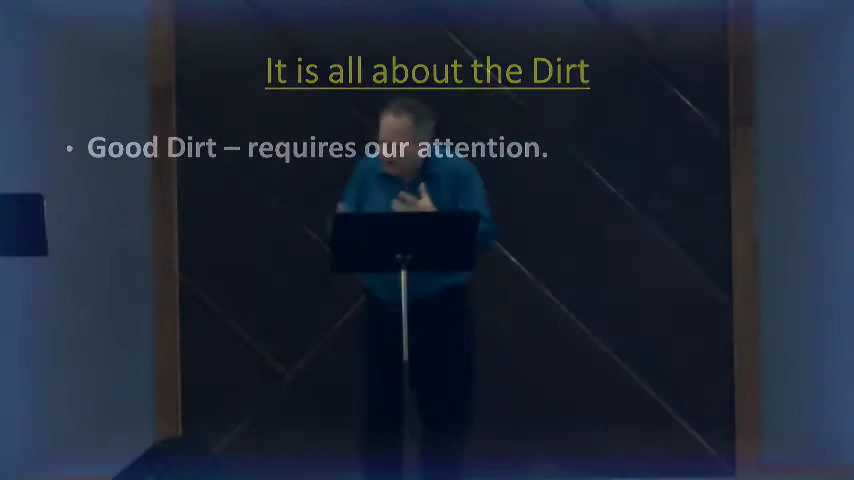 It is all about the Dirt
• Good Dirt – requires our attention.